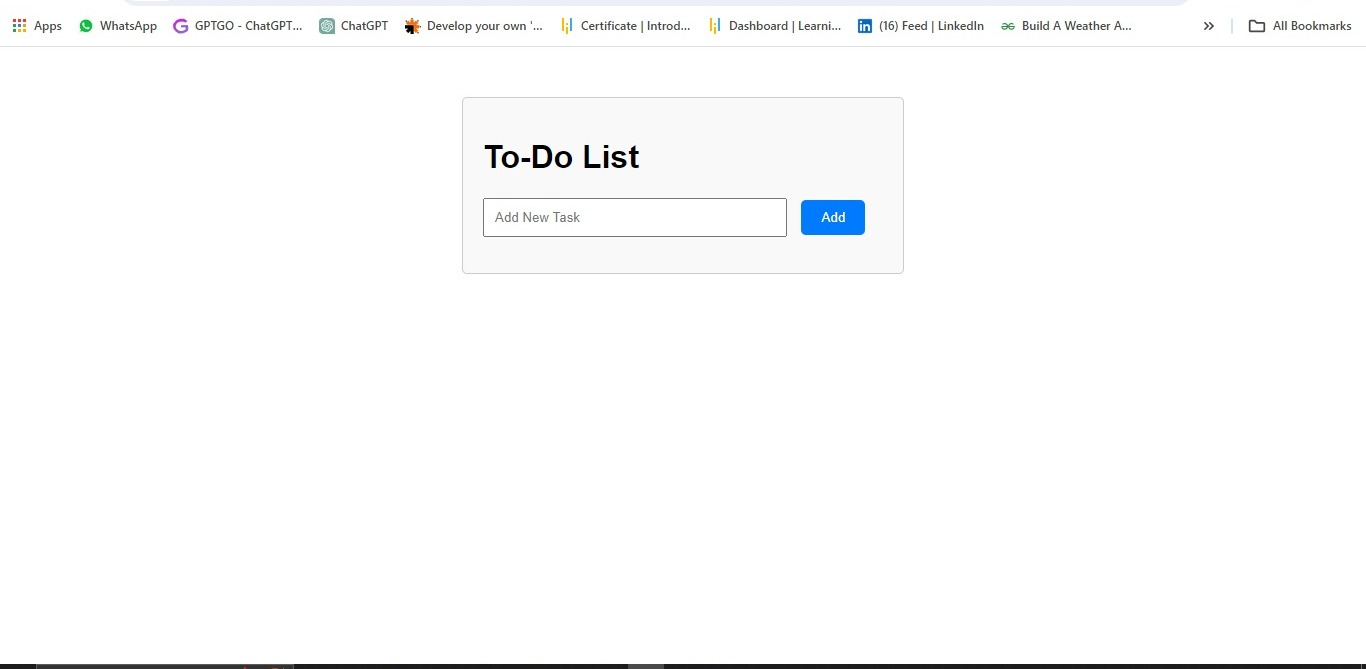 Apps WhatsApp GPTGO - ChatGPT... ChatGPT Develop your own '... Certificate | Introd... Dashboard | Learni... (16) Feed | LinkedIn Build A Weather A... » All Bookmarks
To-Do List
Add New Task Add